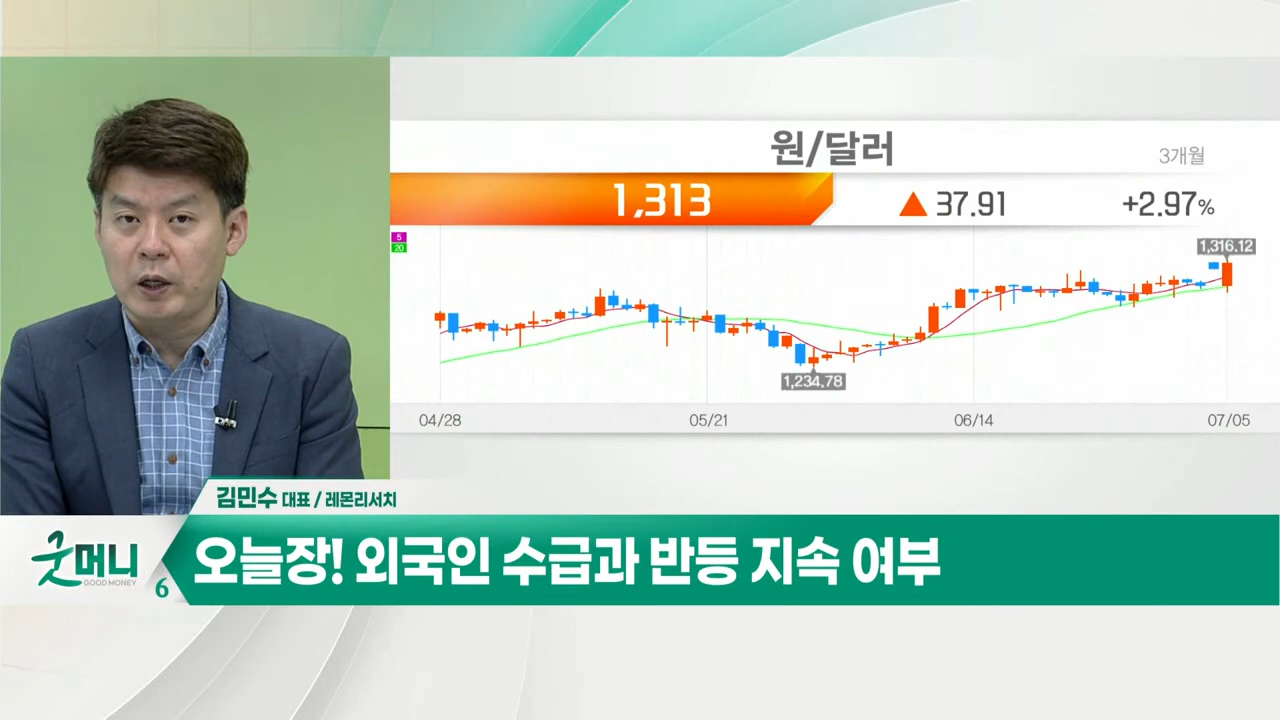 원/달러
3개월
1,313
▲ 37.91
+2.97%
5
20
1,316.12
1,234.78
04/28
05/21
06/14
07/05
김민수 대표 / 레몬리서치
굿머니
GOOD MONEY
6
오늘장! 외국인 수급과 반등 지속 여부